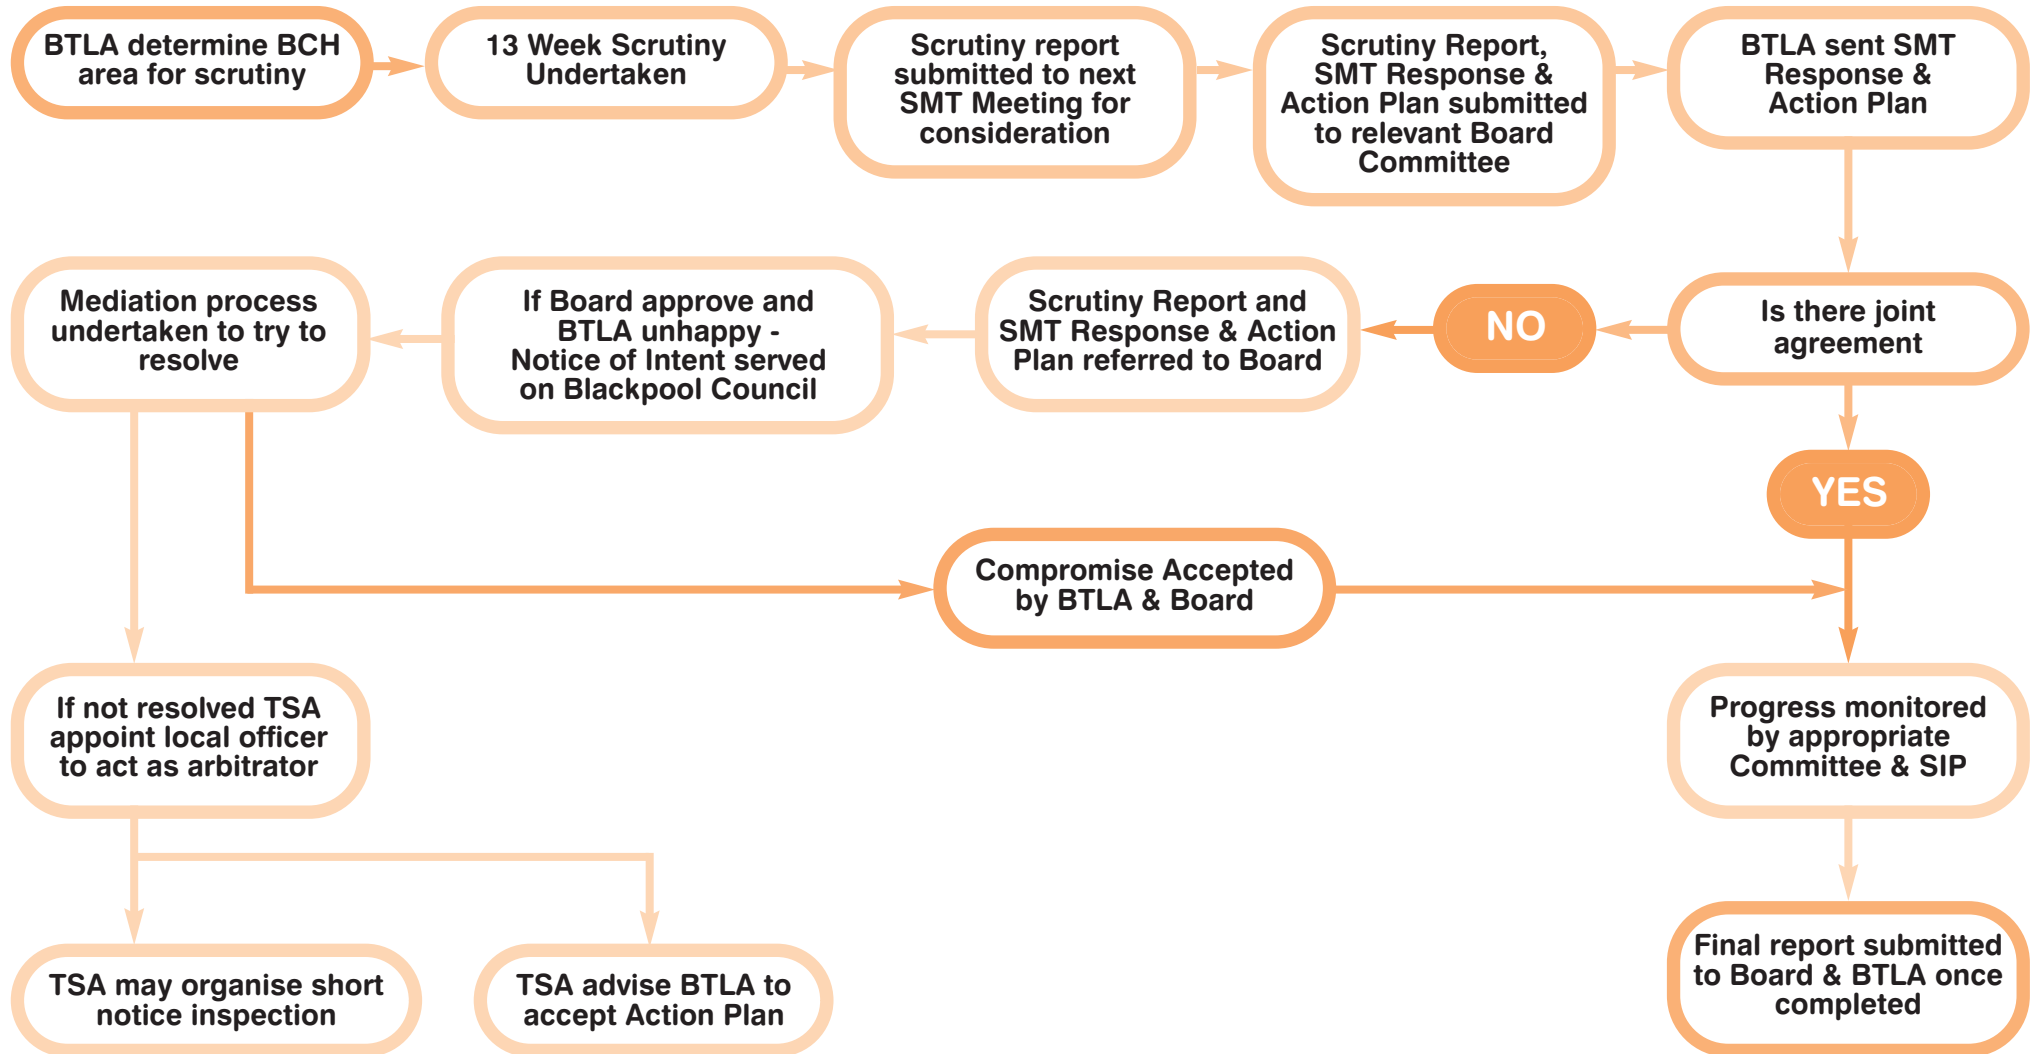 BTLA determine BCH
area for scrutiny
13 Week Scrutiny
Undertaken
Scrutiny report
submitted to next
SMT Meeting for
consideration
Scrutiny Report,
SMT Response &
Action Plan submitted
to relevant Board
Committee
BTLA sent SMT
Response &
Action Plan
Is there joint
agreement
NO
Scrutiny Report and
SMT Response & Action
Plan referred to Board
If Board approve and
BTLA unhappy -
Notice of Intent served
on Blackpool Council
Mediation process
undertaken to try to
resolve
YES
Compromise Accepted
by BTLA & Board
If not resolved TSA
appoint local officer
to act as arbitrator
Progress monitored
by appropriate
Committee & SIP
TSA may organise short
notice inspection
TSA advise BTLA to
accept Action Plan
Final report submitted
to Board & BTLA once
completed